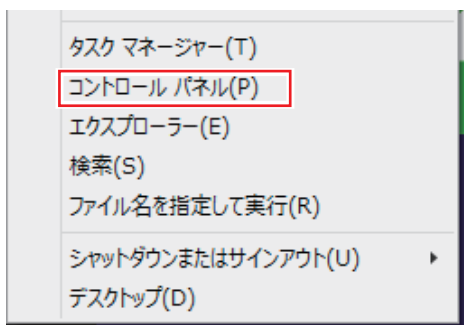 タスク マネージャー(T)
コントロール パネル(P)
エクスプローラー(E)
検索(S)
ファイル名を指定して実行(R)
シャットダウンまたはサインアウト(U)
デスクトップ(D)